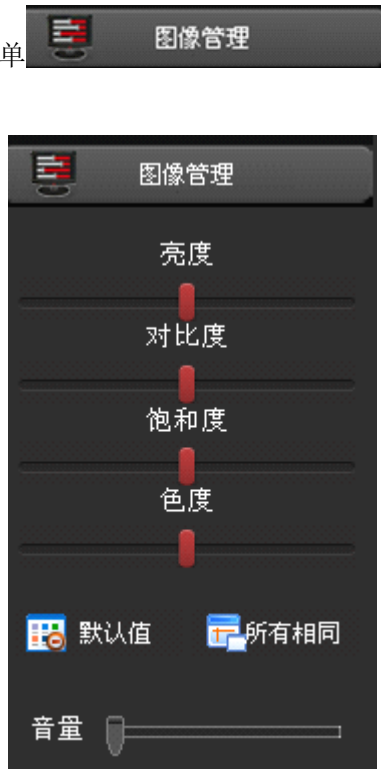 单 图像管理
图像管理
亮度
对比度
饱和度
色度
默认值 所有相同
音量